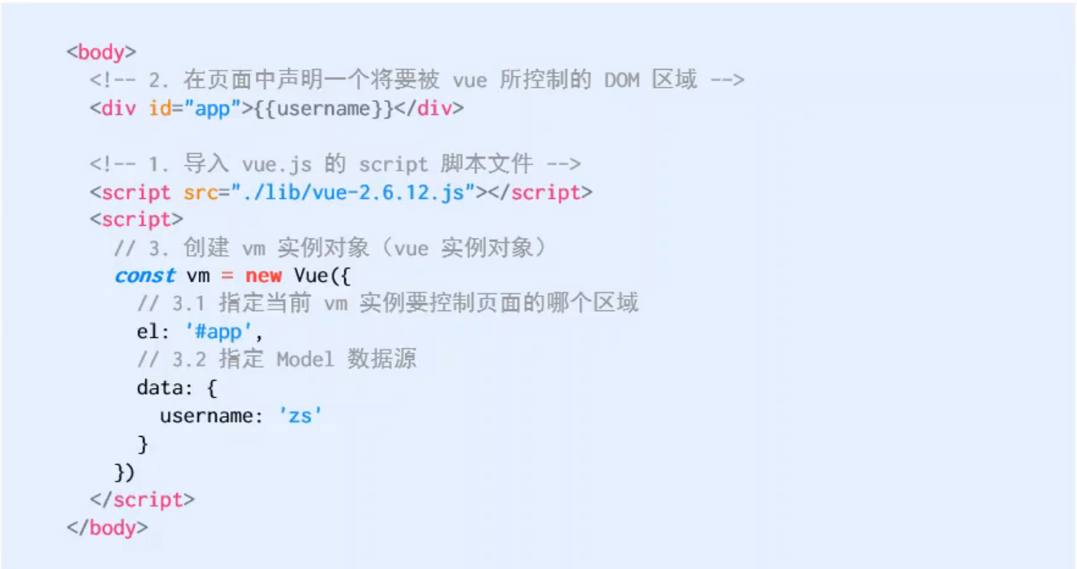 <body>
<!-- 2. 在页面中声明一个将要被 vue 所控制的 DOM 区域 -->
<div id="app">{{username}}</div>
<!-- 1. 导入 vue.js 的 script 脚本文件 -->
<script src="./lib/vue-2.6.12.js"></script>
<script>
// 3. 创建 vm 实例对象（vue 实例对象）
const vm = new Vue({
// 3.1 指定当前 vm 实例要控制页面的哪个区域
el: '#app',
// 3.2 指定 Model 数据源
data: {
username: 'zs'
}
})
</script>
</body>